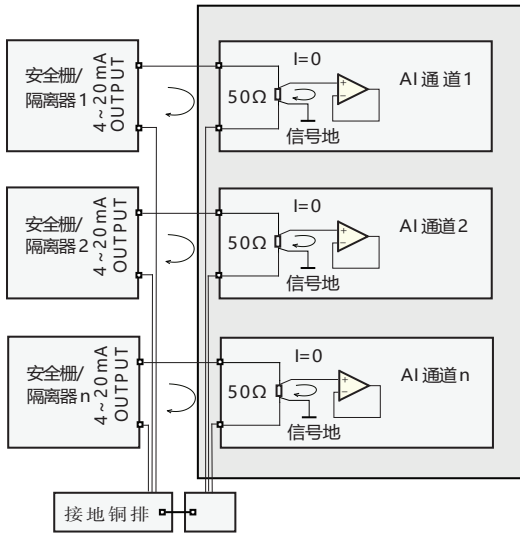 安全栅/
隔离器1
4~20mA
OUTPUT
50Ω
I=0
信号地
AI通道1
安全栅/
隔离器2
4~20mA
OUTPUT
50Ω
I=0
信号地
AI通道2
安全栅/
隔离器n
4~20mA
OUTPUT
50Ω
I=0
信号地
AI通道n
接地铜排